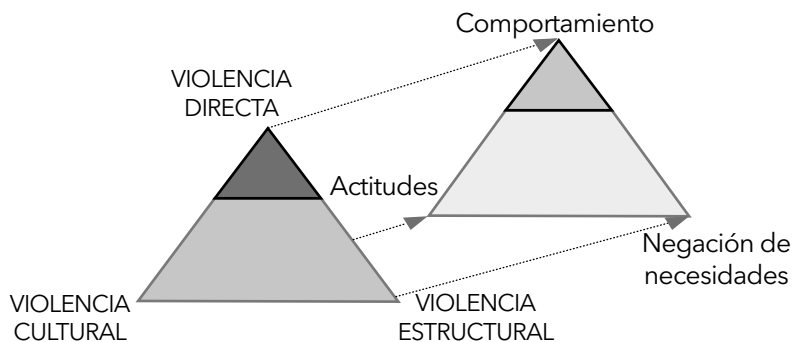 Comportamiento
VIOLENCIA
DIRECTA
Actitudes
Negación de
necesidades
VIOLENCIA
CULTURAL
VIOLENCIA
ESTRUCTURAL